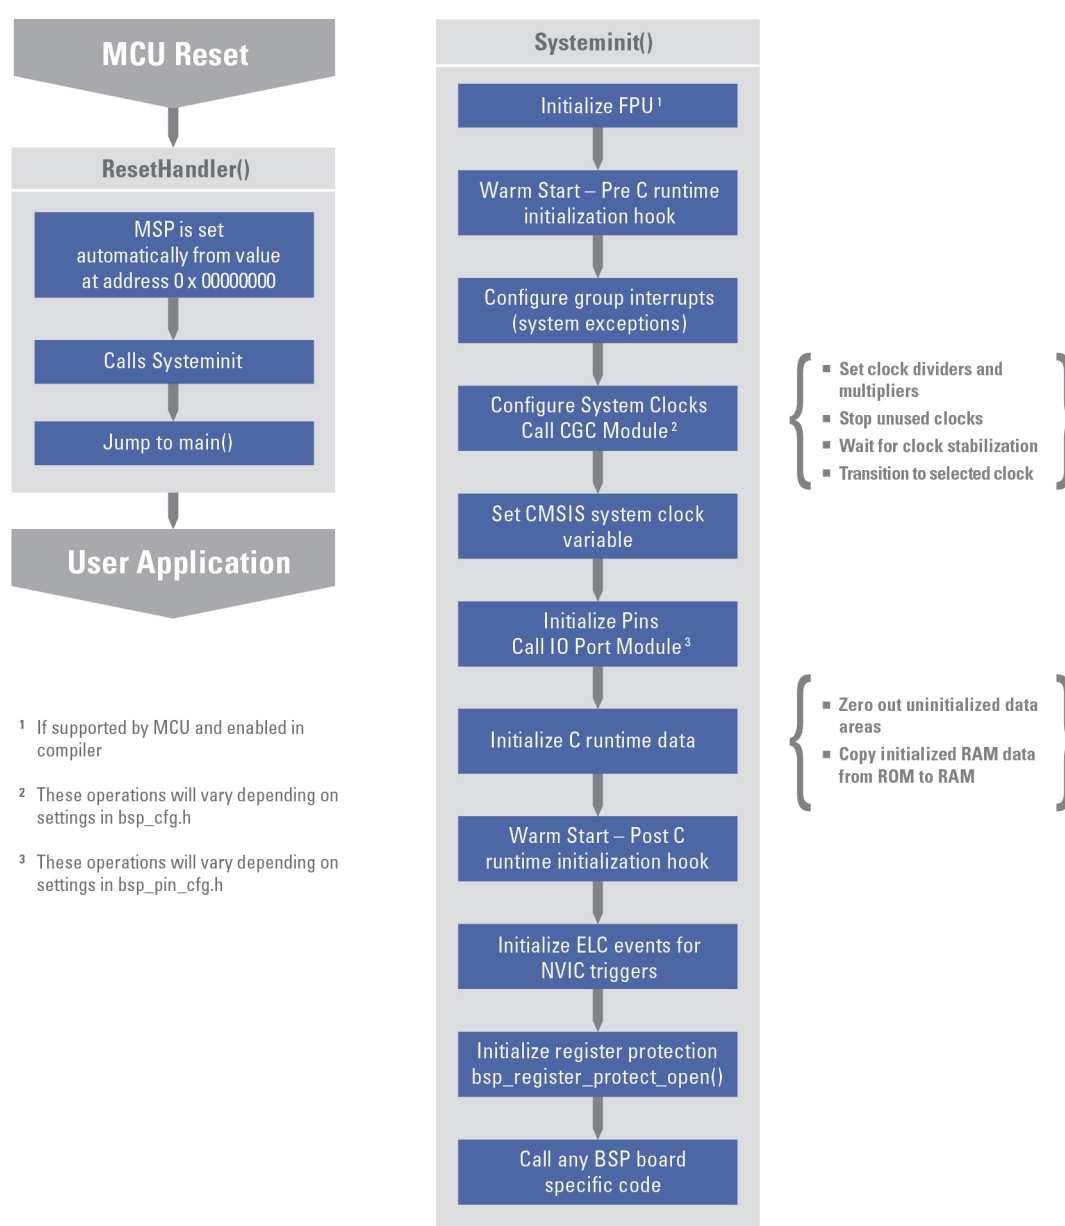 MCU Reset
ResetHandler()
MSP is set
automatically from value
at address 0 x 00000000
Calls Systeminit
Jump to main()
User Application
¹ If supported by MCU and enabled in
compiler
² These operations will vary depending on
settings in bsp_cfg.h
³ These operations will vary depending on
settings in bsp_pin_cfg.h
Systeminit()
Initialize FPU ¹
Warm Start – Pre C runtime
initialization hook
Configure group interrupts
(system exceptions)
Configure System Clocks
Call CGC Module ²
Set CMSIS system clock
variable
Initialize Pins
Call IO Port Module ³
Initialize C runtime data
Warm Start – Post C
runtime initialization hook
Initialize ELC events for
NVIC triggers
Initialize register protection
bsp_register_protect_open()
Call any BSP board
specific code
■ Set clock dividers and
multipliers
■ Stop unused clocks
■ Wait for clock stabilization
■ Transition to selected clock
■ Zero out uninitialized data
areas
■ Copy initialized RAM data
from ROM to RAM